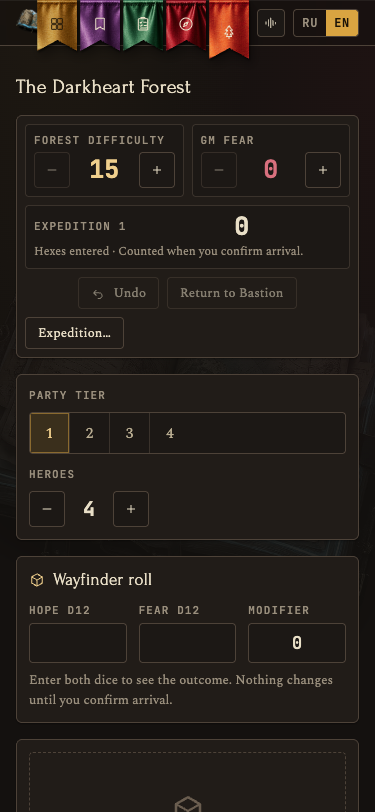 RU EN
The Darkheart Forest
FOREST DIFFICULTY
− 15 +
GM FEAR
− 0 +
EXPEDITION 1 0
Hexes entered · Counted when you confirm arrival.
Undo Return to Bastion
Expedition…
PARTY TIER
1 2 3 4
HEROES
− 4 +
Wayfinder roll
HOPE D12 FEAR D12 MODIFIER
0
Enter both dice to see the outcome. Nothing changes
until you confirm arrival.